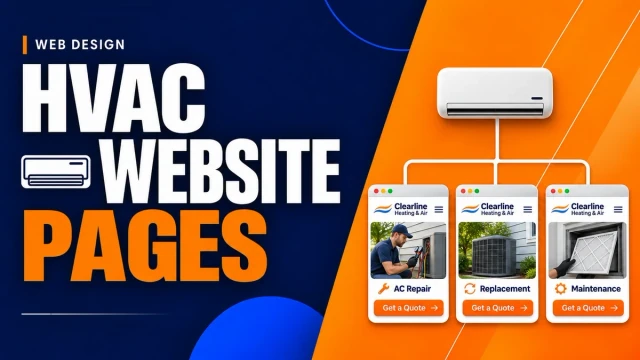 WEB DESIGN
HVAC
WEBSITE
PAGES
Clearline
Heating & Air
AC Repair
Get a Quote →
Clearline
Heating & Air
Replacement
Get a Quote →
Clearline
Heating & Air
Maintenance
Get a Quote →